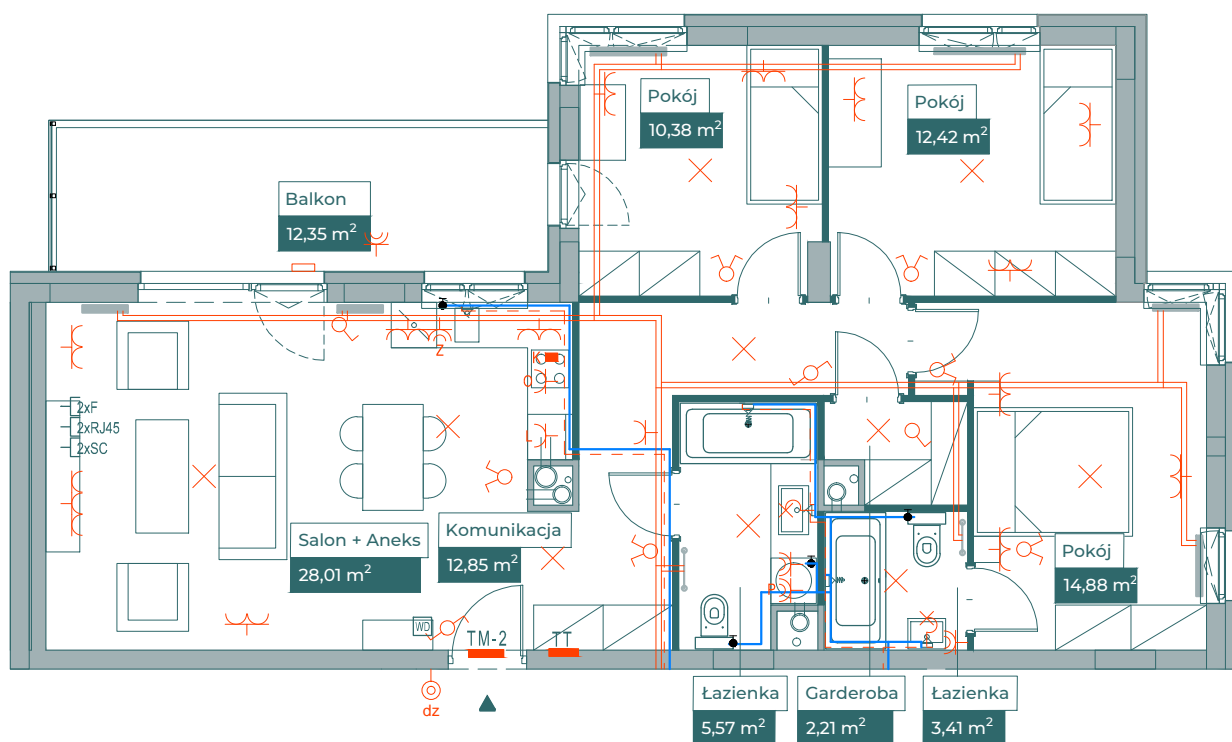 Pokój
10,38 m²
Pokój
12,42 m²
Balkon
12,35 m²
Z
K
2xF
2xRJ45
2xSC
Salon + Aneks
28,01 m²
Komunikacja
12,85 m²
Pokój
14,88 m²
P
WD
TM-2
TT
dz
Łazienka
5,57 m²
Garderoba
2,21 m²
Łazienka
3,41 m²